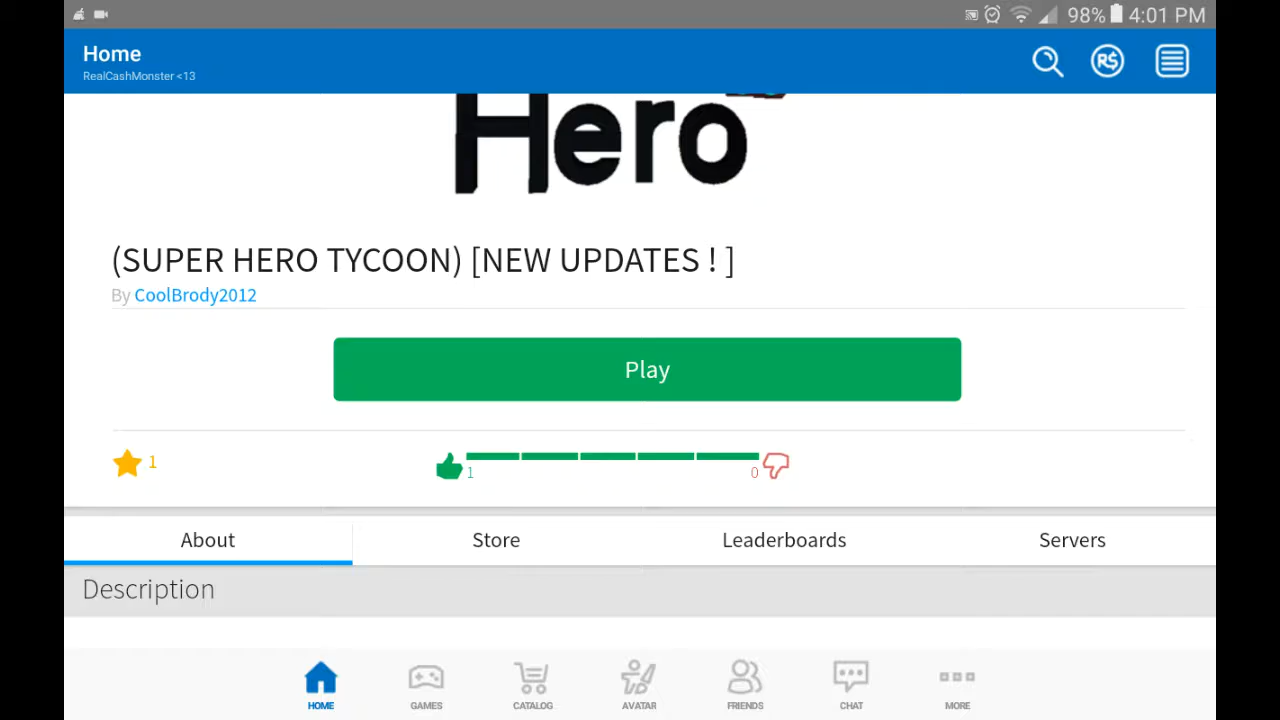 98% 4:01 PM
Home
RealCashMonster <13
R$
Hero
(SUPER HERO TYCOON) [NEW UPDATES ! ]
By CoolBrody2012
Play
1
1
0
About
Store
Leaderboards
Servers
Description
HOME
GAMES
CATALOG
AVATAR
FRIENDS
CHAT
MORE